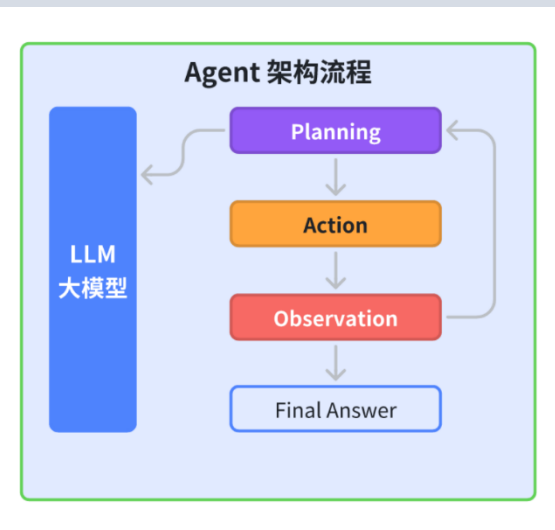 Agent 架构流程
LLM
大模型
Planning
Action
Observation
Final Answer